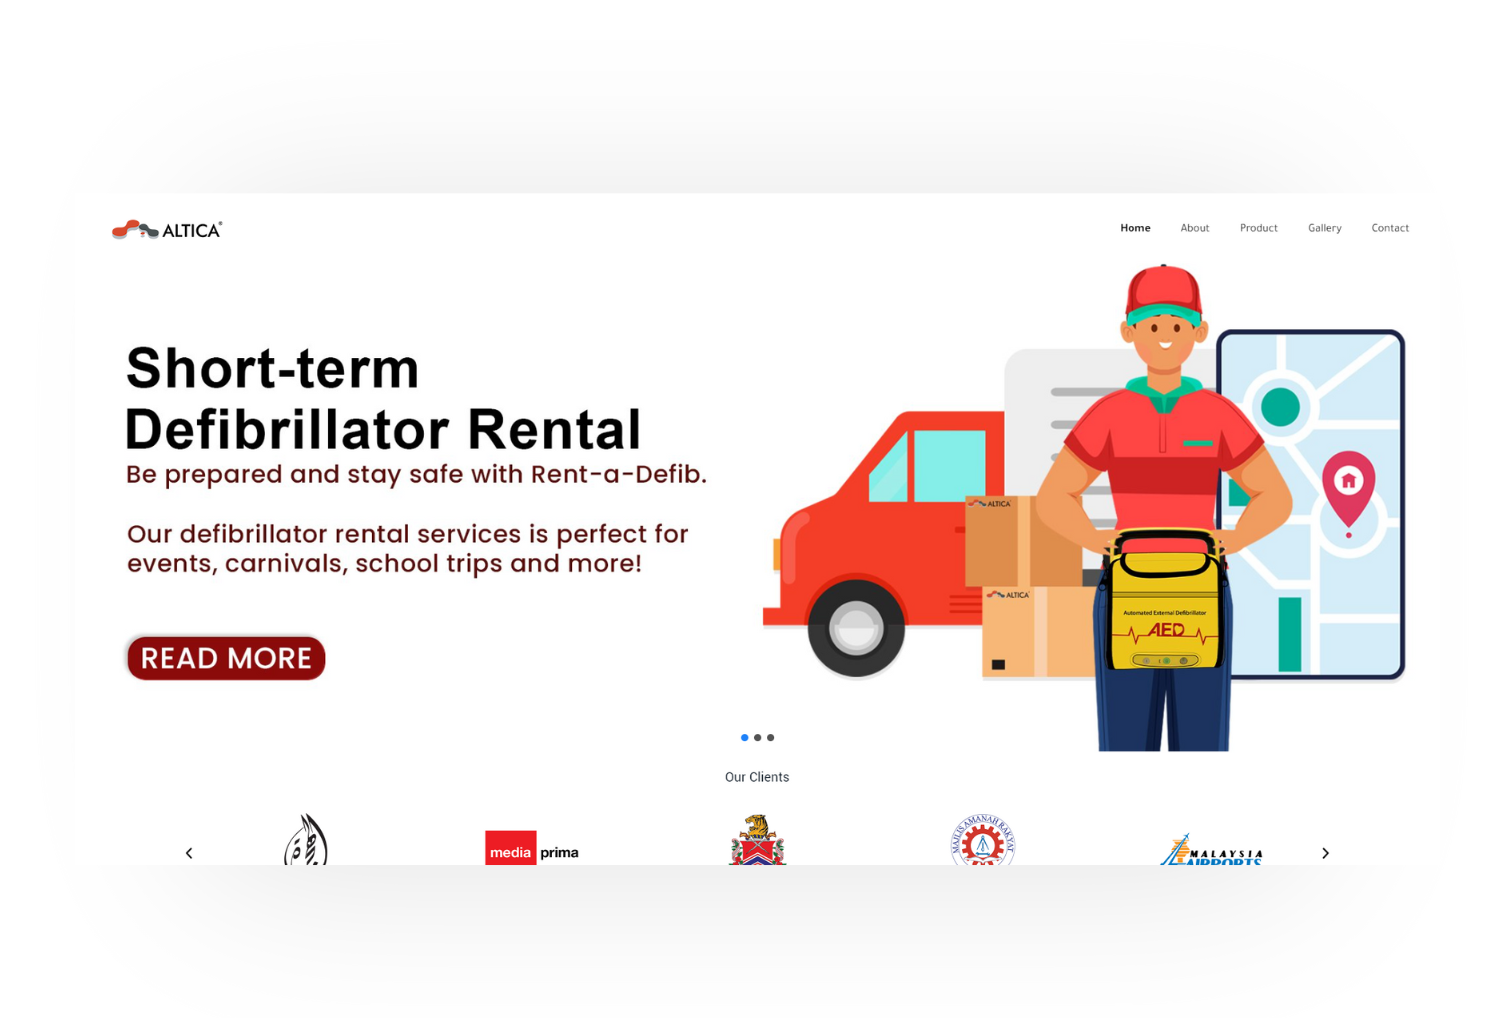 ALTICA®
Home About Product Gallery Contact
Short-term
Defibrillator Rental
Be prepared and stay safe with Rent-a-Defib.
Our defibrillator rental services is perfect for
events, carnivals, school trips and more!
READ MORE
ALTICA
ALTICA
Automated External Defibrillator
AED
Our Clients
media prima
MAJLIS AMANAH RAKYAT
MALAYSIA
AIRPORTS